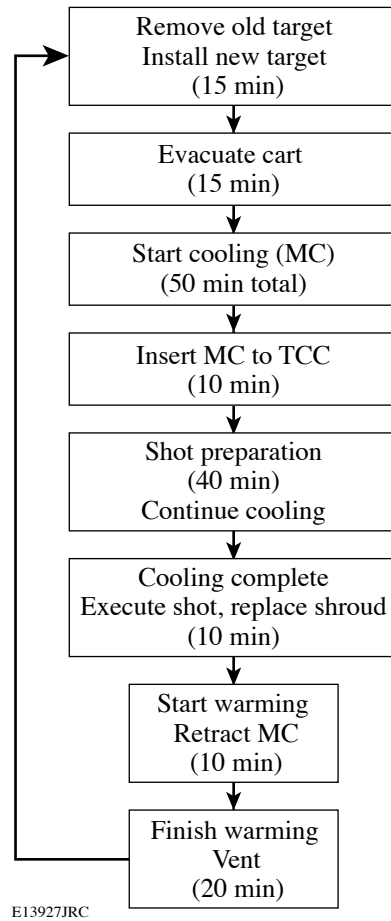 Remove old target
Install new target
(15 min)
Evacuate cart
(15 min)
Start cooling (MC)
(50 min total)
Insert MC to TCC
(10 min)
Shot preparation
(40 min)
Continue cooling
Cooling complete
Execute shot, replace shroud
(10 min)
Start warming
Retract MC
(10 min)
Finish warming
Vent
(20 min)
E13927JRC